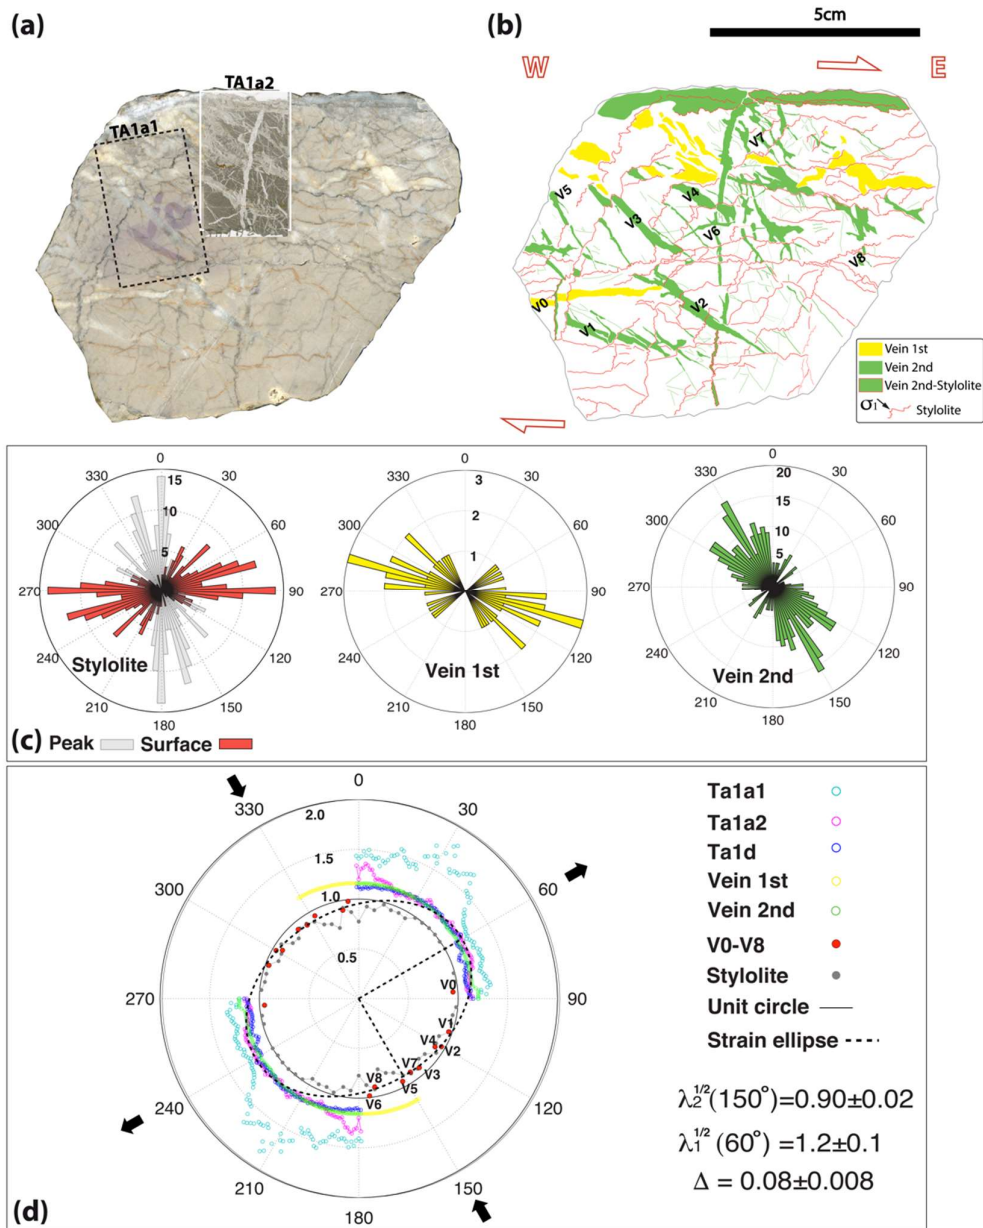 (a)
TA1a2
TA1a1
(b)
5cm
W
E
V7
V5
V4
V3
V6
V8
V0
V2
V1
Vein 1st
Vein 2nd
Vein 2nd-Stylolite
σ1
Stylolite
0
330
30
15
300
60
10
5
270
90
240
120
Stylolite
210
150
180
0
330
30
3
300
2
60
1
270
90
240
120
Vein 1st
210
150
180
0
330
30
20
15
300
60
10
5
270
90
240
120
Vein 2nd
210
150
180
(c) Peak Surface
0
330
30
2.0
1.5
300
60
1.0
0.5
V0
270
90
V1
V4
V2
V7
V3
V8
V5
V6
240
120
210
150
180
Ta1a1
Ta1a2
Ta1d
Vein 1st
Vein 2nd
V0-V8
Stylolite
Unit circle
Strain ellipse
λ2^1/2(150°)=0.90±0.02
λ1^1/2(60°) =1.2±0.1
Δ = 0.08±0.008
(d)